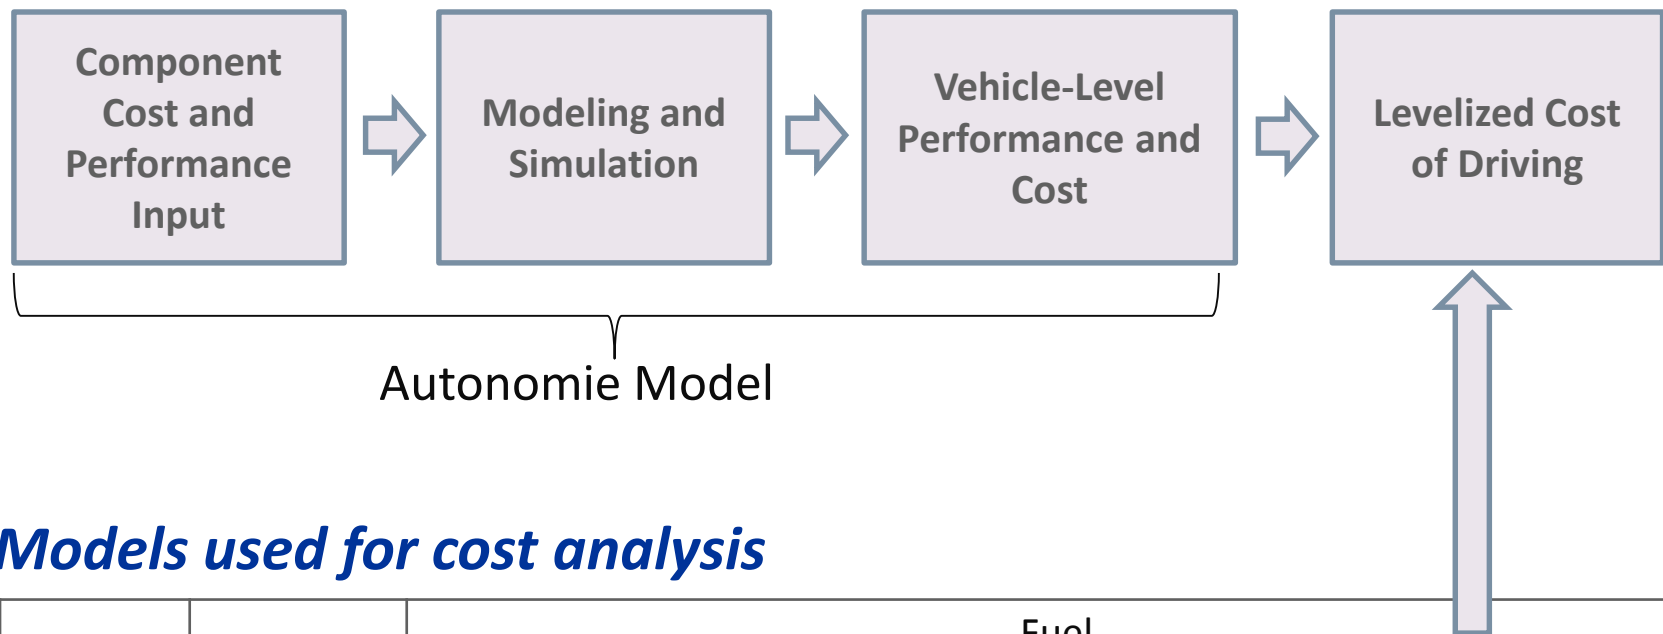 Component
Cost and
Performance
Input
Modeling and
Simulation
Vehicle-Level
Performance and
Cost
Levelized Cost
of Driving
Autonomie Model
Models used for cost analysis
Fuel